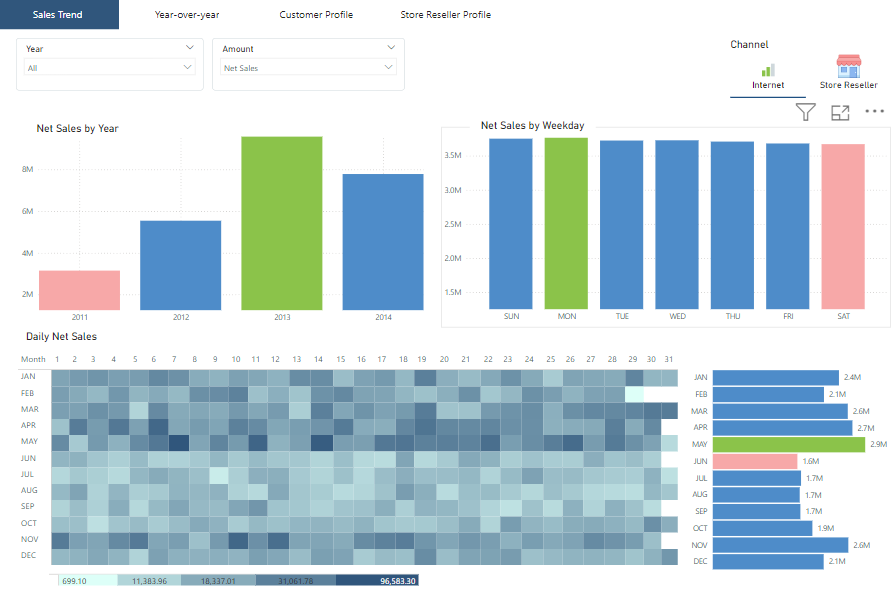 Sales Trend Year-over-year Customer Profile Store Reseller Profile
Year
All
Amount
Net Sales
Channel
Internet Store Reseller
Net Sales by Year
8M
6M
4M
2M
2011 2012 2013 2014
Net Sales by Weekday
3.5M
3.0M
2.5M
2.0M
1.5M
SUN MON TUE WED THU FRI SAT
Daily Net Sales
Month 1 2 3 4 5 6 7 8 9 10 11 12 13 14 15 16 17 18 19 20 21 22 23 24 25 26 27 28 29 30 31
JAN
FEB
MAR
APR
MAY
JUN
JUL
AUG
SEP
OCT
NOV
DEC
699.10 11,383.96 18,337.01 31,061.78 96,583.30
JAN 2.4M
FEB 2.1M
MAR 2.6M
APR 2.7M
MAY 2.9M
JUN 1.6M
JUL 1.7M
AUG 1.7M
SEP 1.7M
OCT 1.9M
NOV 2.6M
DEC 2.1M